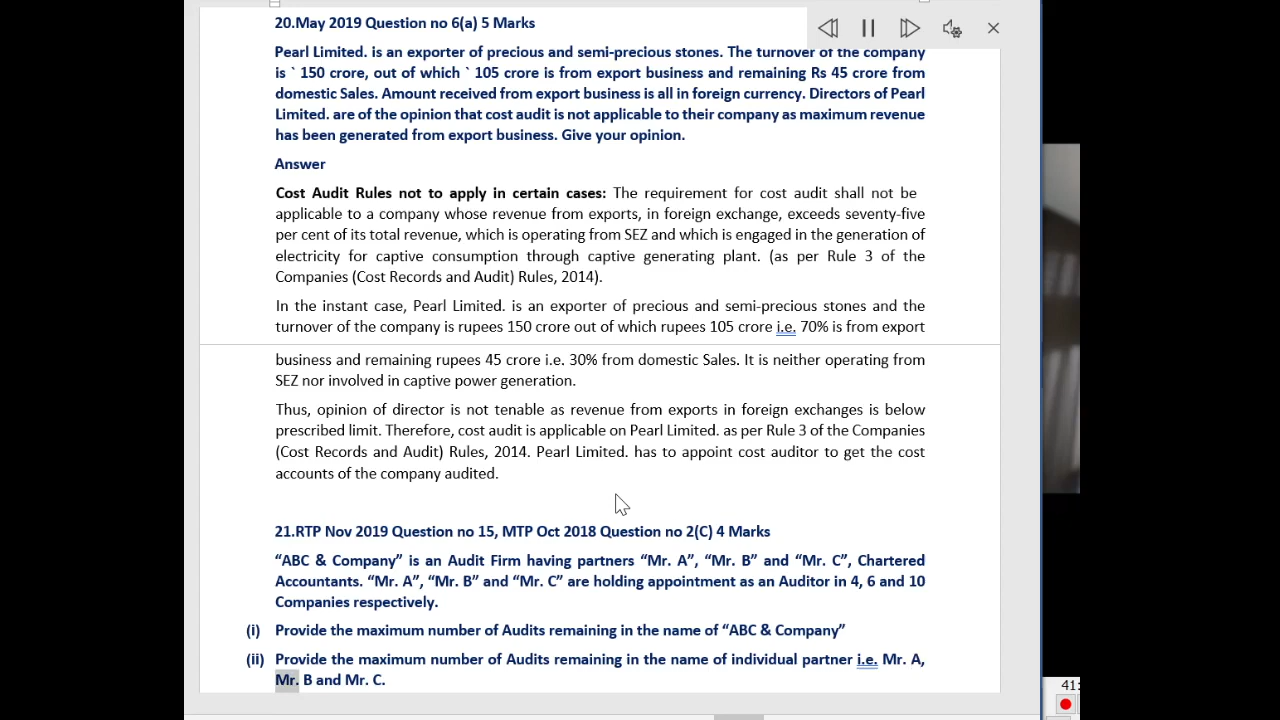 20.May 2019 Question no 6(a) 5 Marks
Pearl Limited. is an exporter of precious and semi-precious stones. The turnover of the company
is ` 150 crore, out of which ` 105 crore is from export business and remaining Rs 45 crore from
domestic Sales. Amount received from export business is all in foreign currency. Directors of Pearl
Limited. are of the opinion that cost audit is not applicable to their company as maximum revenue
has been generated from export business. Give your opinion.
Answer
Cost Audit Rules not to apply in certain cases: The requirement for cost audit shall not be
applicable to a company whose revenue from exports, in foreign exchange, exceeds seventy-five
per cent of its total revenue, which is operating from SEZ and which is engaged in the generation of
electricity for captive consumption through captive generating plant. (as per Rule 3 of the
Companies (Cost Records and Audit) Rules, 2014).
In the instant case, Pearl Limited. is an exporter of precious and semi-precious stones and the
turnover of the company is rupees 150 crore out of which rupees 105 crore i.e. 70% is from export
business and remaining rupees 45 crore i.e. 30% from domestic Sales. It is neither operating from
SEZ nor involved in captive power generation.
Thus, opinion of director is not tenable as revenue from exports in foreign exchanges is below
prescribed limit. Therefore, cost audit is applicable on Pearl Limited. as per Rule 3 of the Companies
(Cost Records and Audit) Rules, 2014. Pearl Limited. has to appoint cost auditor to get the cost
accounts of the company audited.
21.RTP Nov 2019 Question no 15, MTP Oct 2018 Question no 2(C) 4 Marks
“ABC & Company” is an Audit Firm having partners “Mr. A”, “Mr. B” and “Mr. C”, Chartered
Accountants. “Mr. A”, “Mr. B” and “Mr. C” are holding appointment as an Auditor in 4, 6 and 10
Companies respectively.
(i) Provide the maximum number of Audits remaining in the name of “ABC & Company”
(ii) Provide the maximum number of Audits remaining in the name of individual partner i.e. Mr. A,
Mr. B and Mr. C.
41: